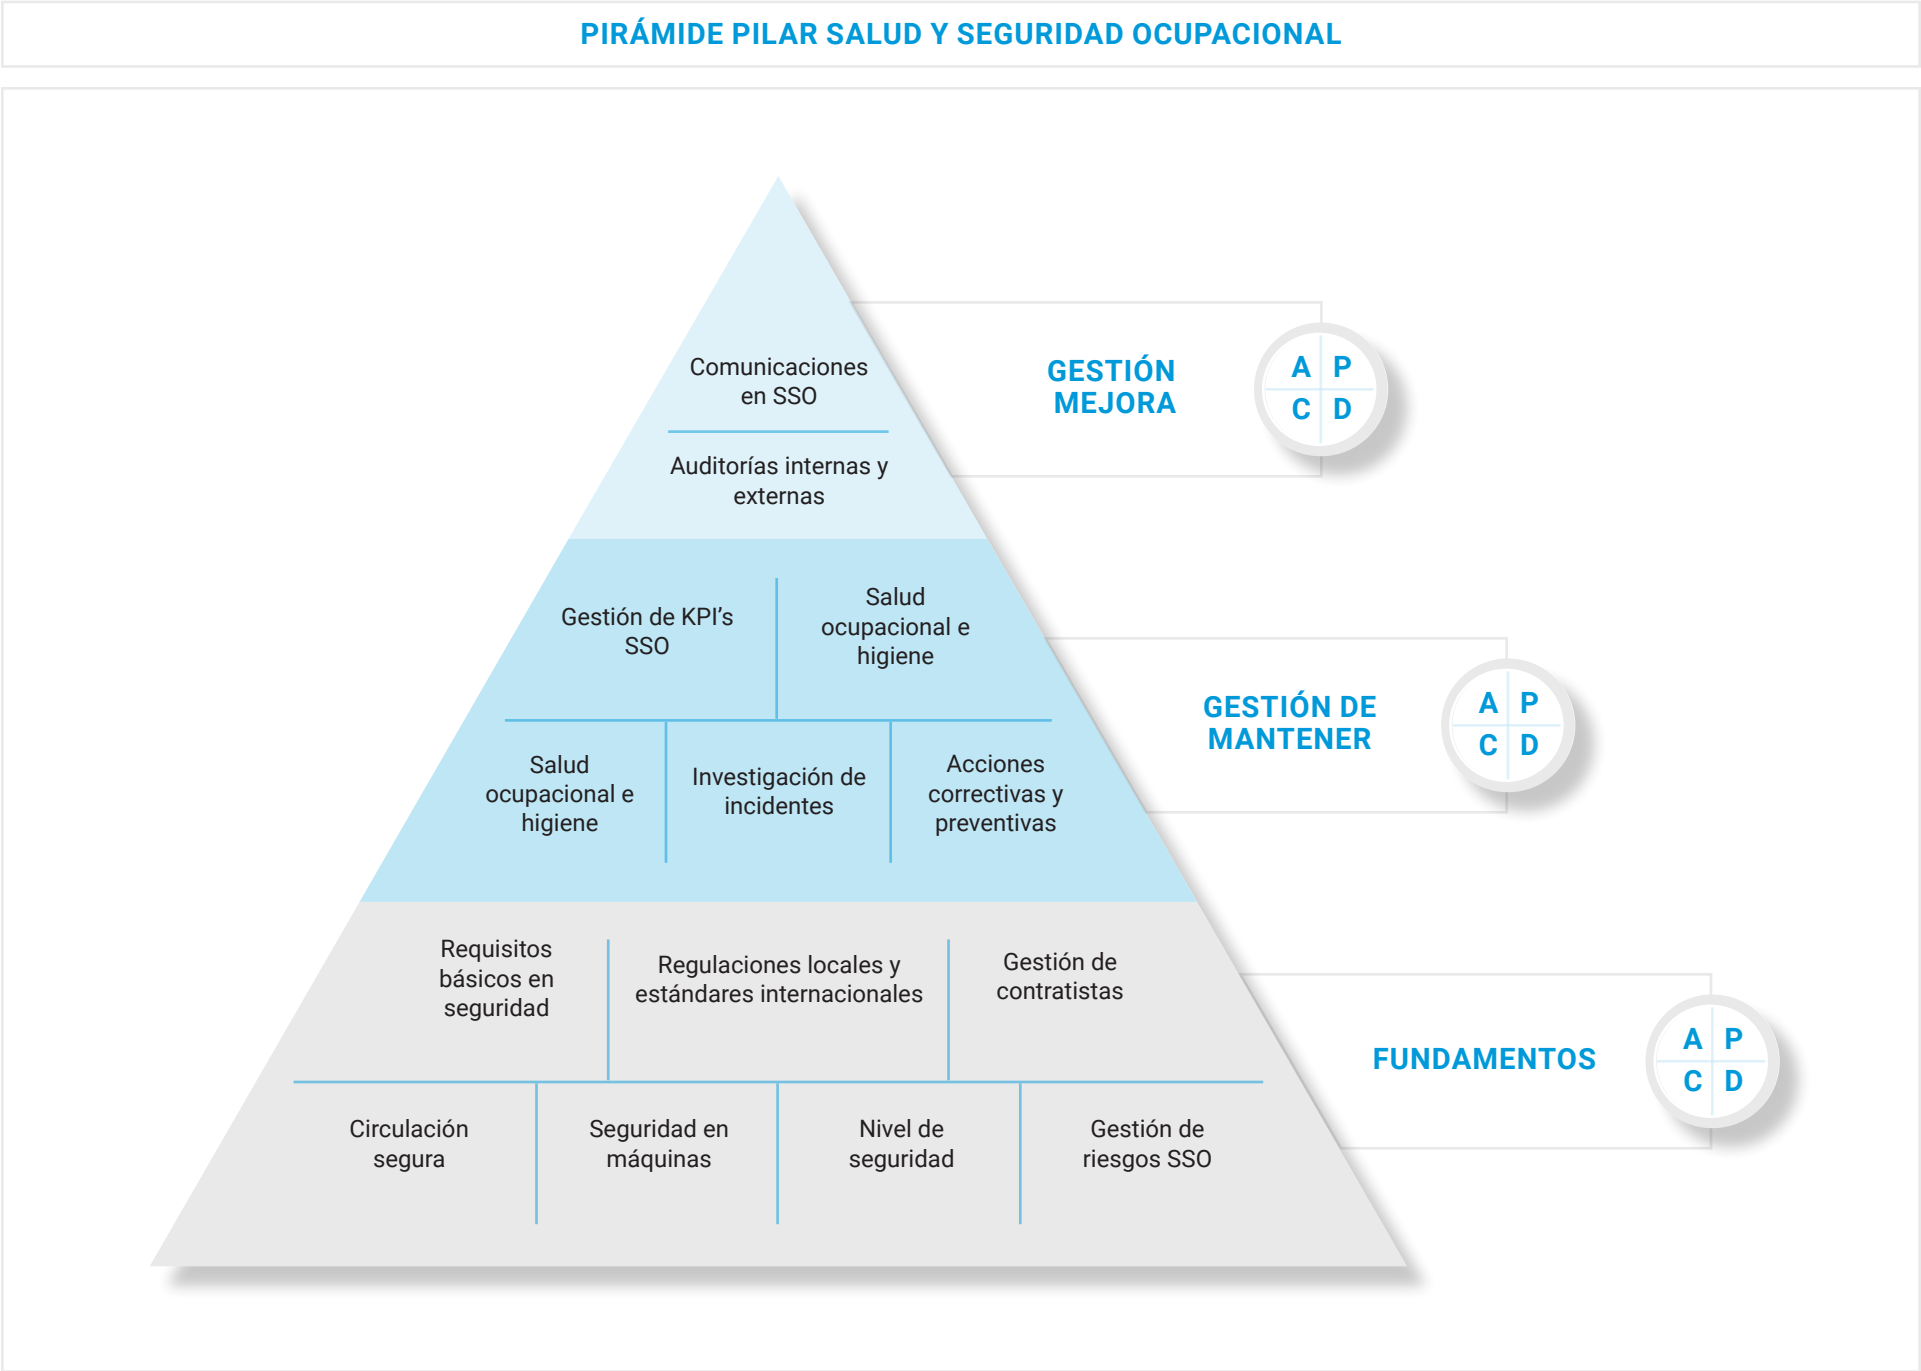 PIRÁMIDE PILAR SALUD Y SEGURIDAD OCUPACIONAL
Comunicaciones
en SSO
Auditorías internas y
externas
GESTIÓN
MEJORA
A P
C D
Gestión de KPI’s
SSO
Salud
ocupacional e
higiene
Salud
ocupacional e
higiene
Investigación de
incidentes
Acciones
correctivas y
preventivas
GESTIÓN DE
MANTENER
A P
C D
Requisitos
básicos en
seguridad
Regulaciones locales y
estándares internacionales
Gestión de
contratistas
Circulación
segura
Seguridad en
máquinas
Nivel de
seguridad
Gestión de
riesgos SSO
FUNDAMENTOS
A P
C D